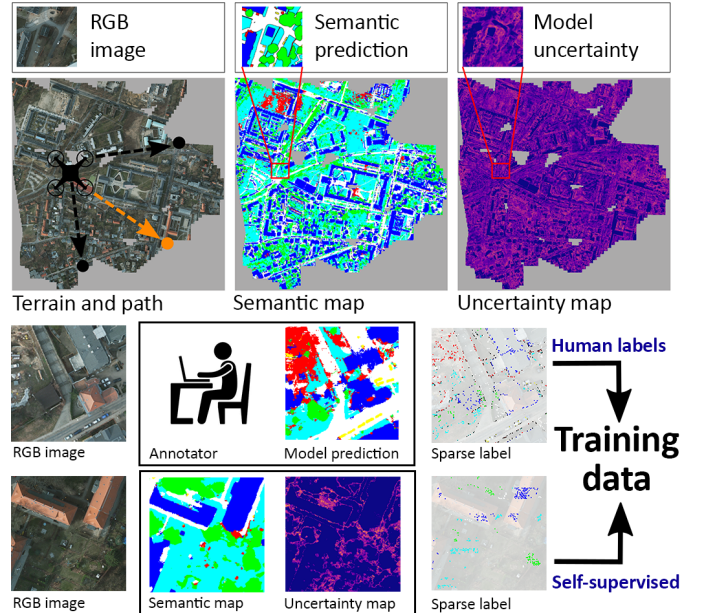 RGB
image
Semantic
prediction
Model
uncertainty
Terrain and path
Semantic map
Uncertainty map
Human labels
RGB image
Annotator
Model prediction
Sparse label
Training
data
Self-supervised
RGB image
Semantic map
Uncertainty map
Sparse label